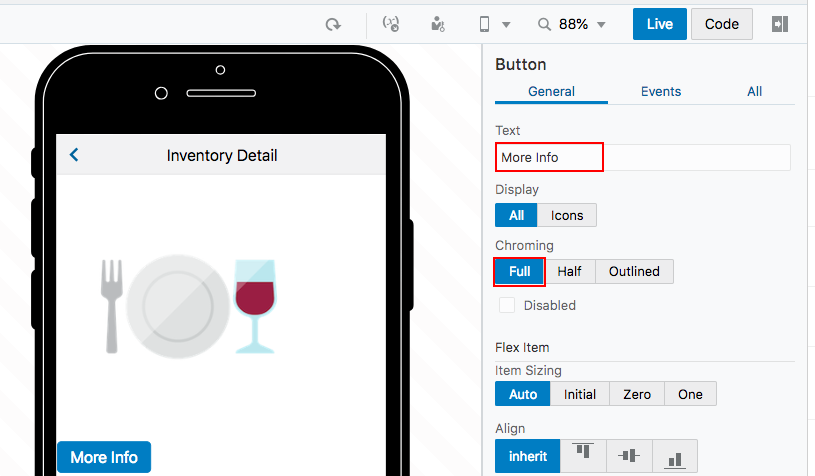 88%
Live
Code
Inventory Detail
More Info
Button
General Events All
Text
More Info
Display
All Icons
Chroming
Full Half Outlined
Disabled
Flex Item
Item Sizing
Auto Initial Zero One
Align
inherit